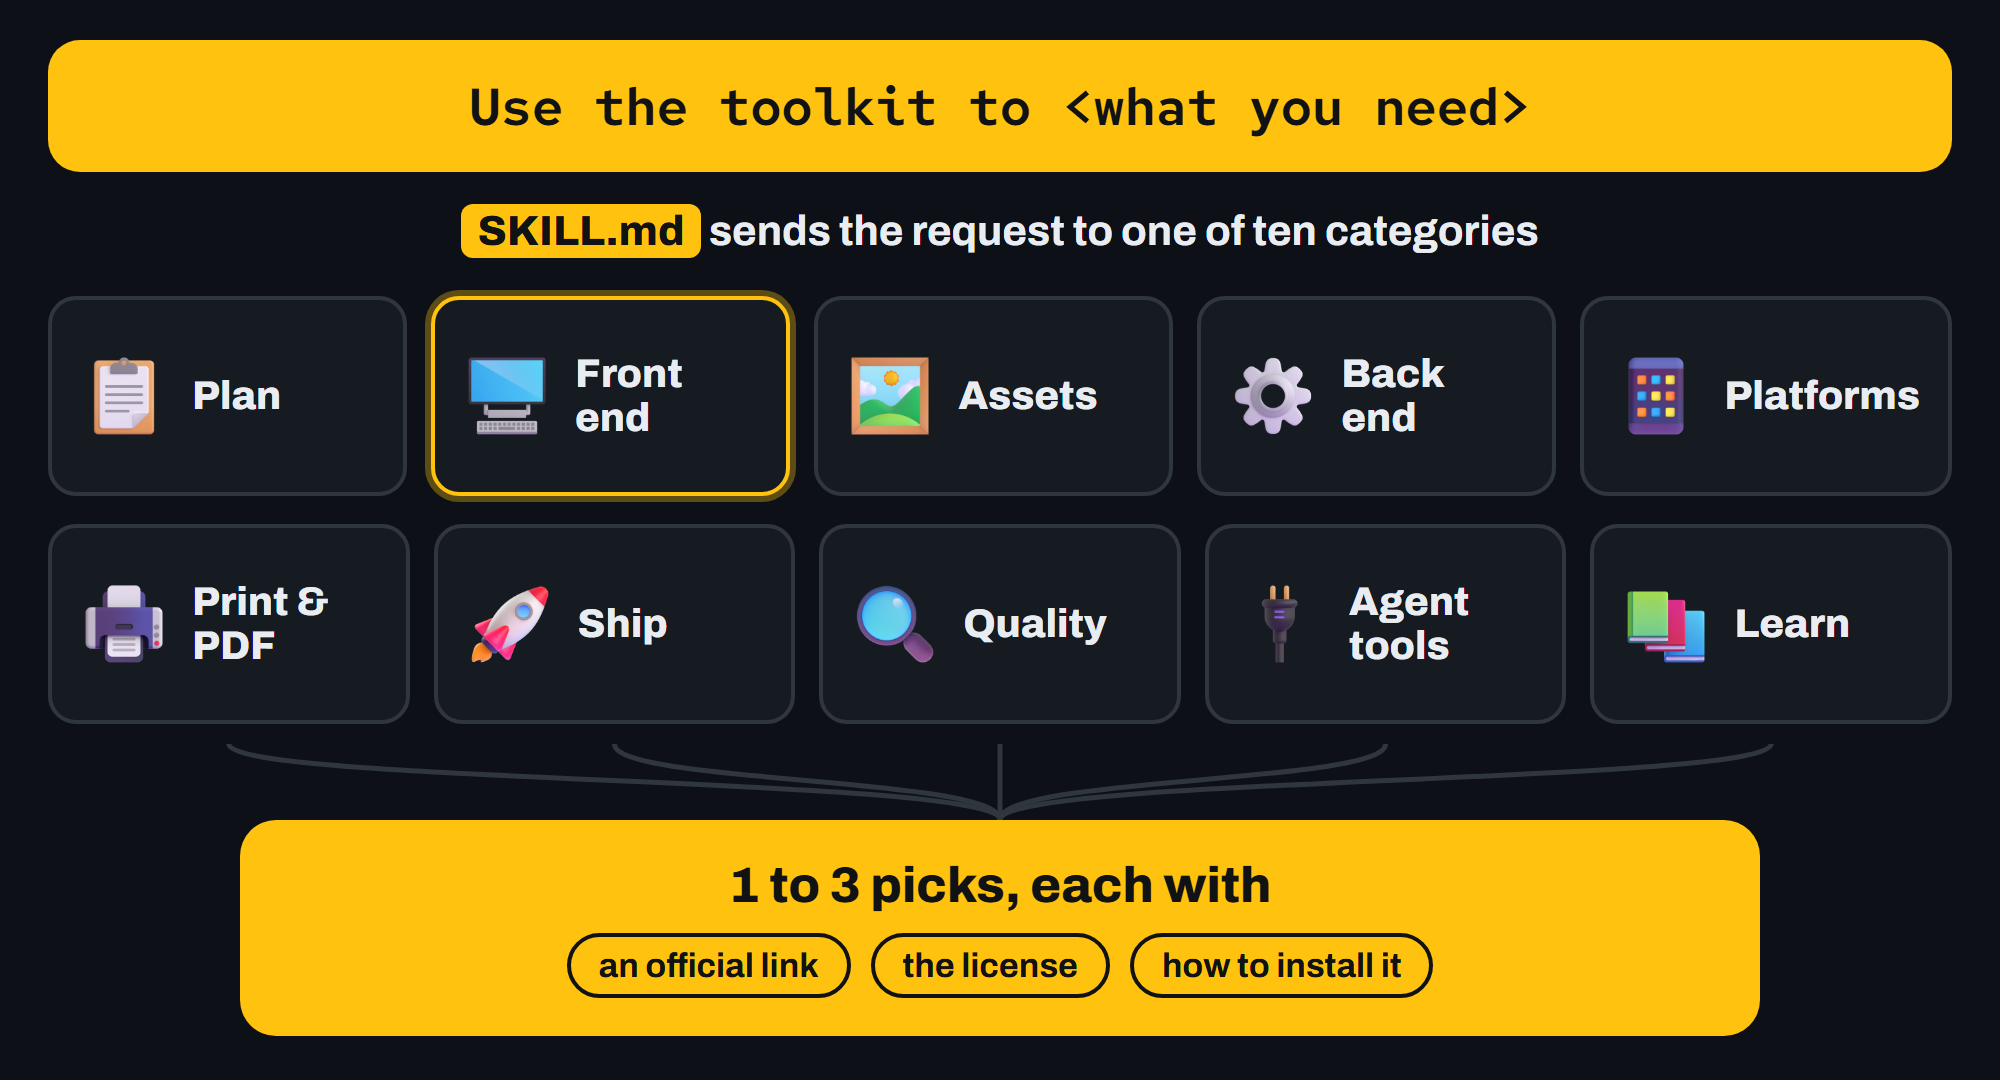 Use the toolkit to <what you need>
SKILL.md sends the request to one of ten categories
Plan
Front
end
Assets
Back
end
Platforms
Print &
PDF
Ship
Quality
Agent
tools
Learn
1 to 3 picks, each with
an official link
the license
how to install it